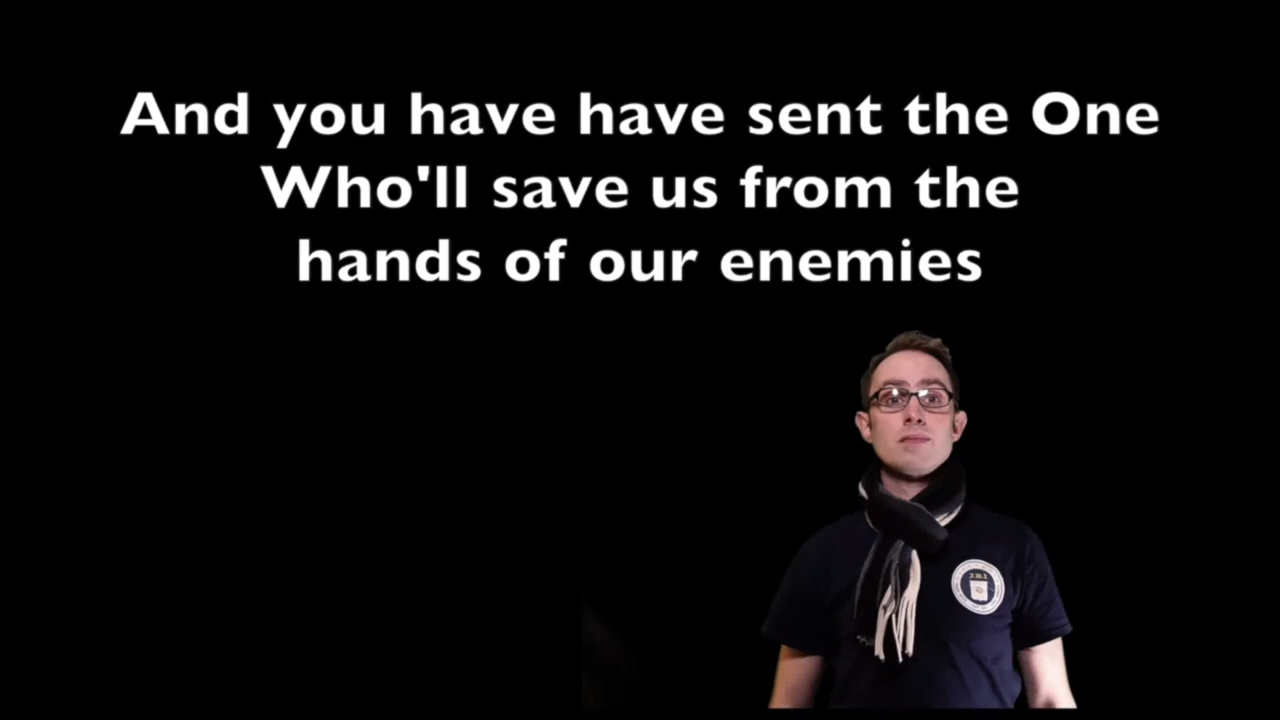 And you have have sent the One
Who'll save us from the
hands of our enemies
J.B.I